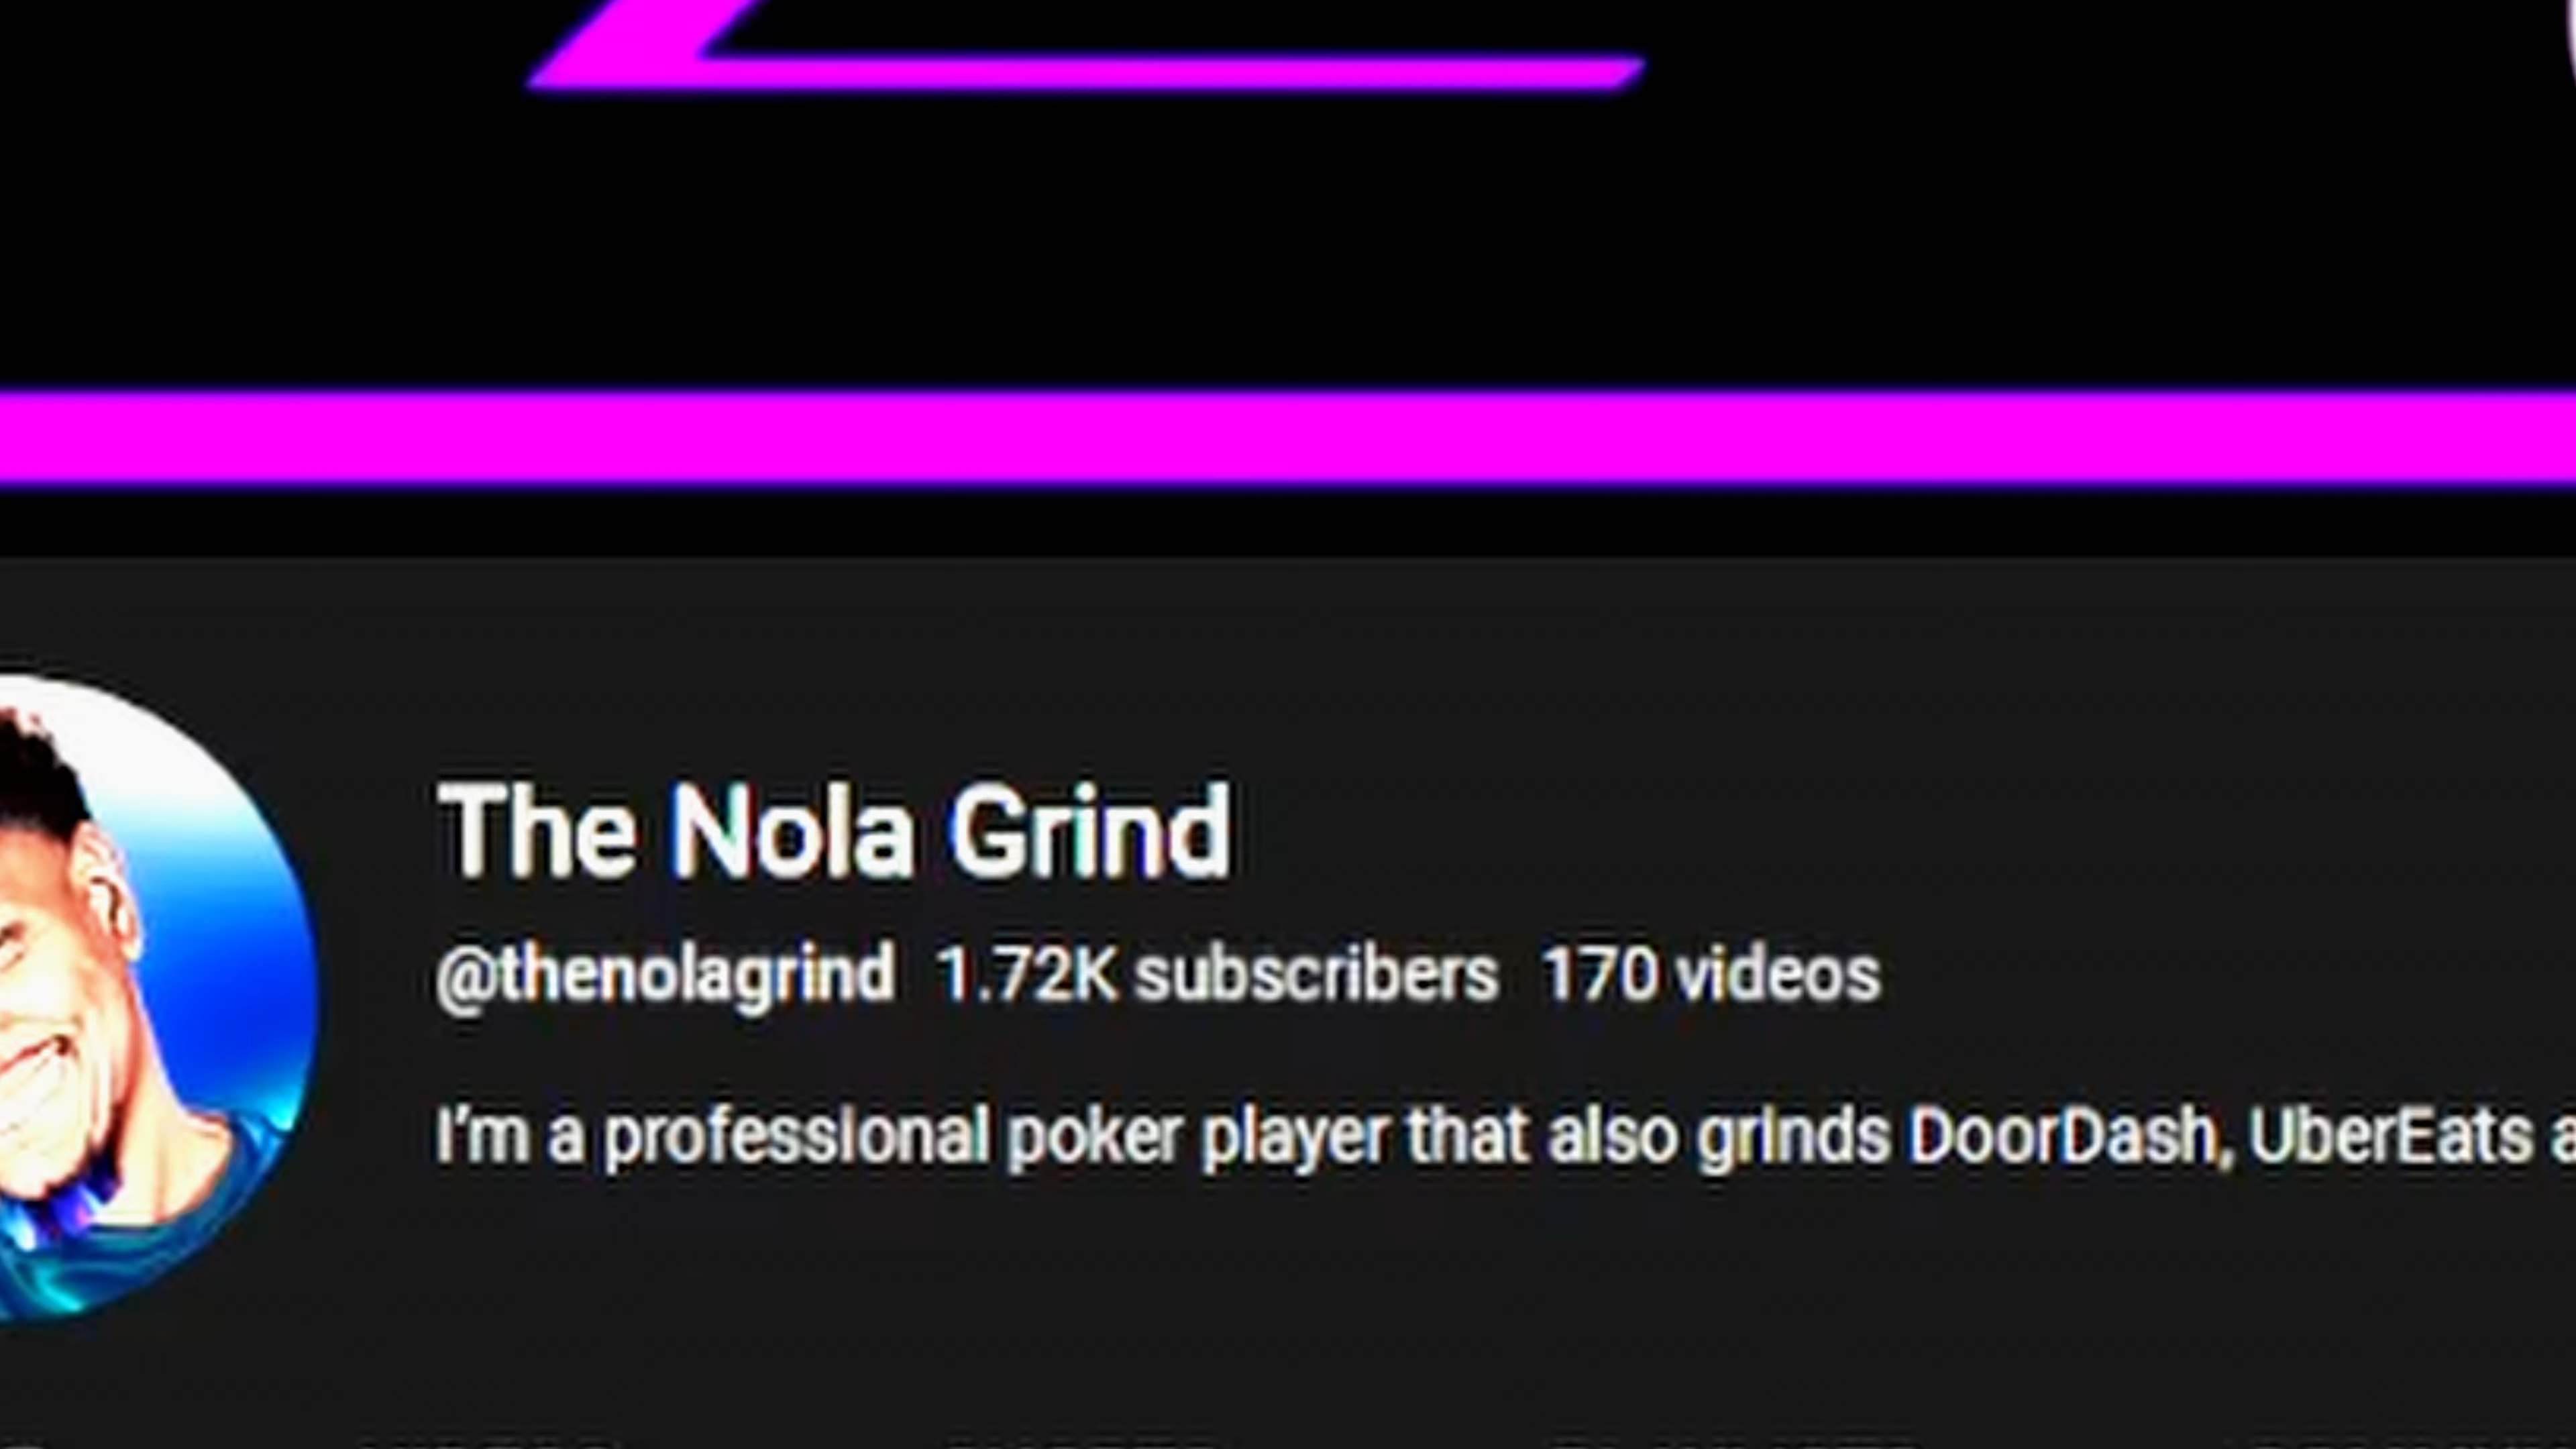 The Nola Grind
@thenolagrind 1.72K subscribers 170 videos
I'm a professional poker player that also grinds DoorDash, UberEats a